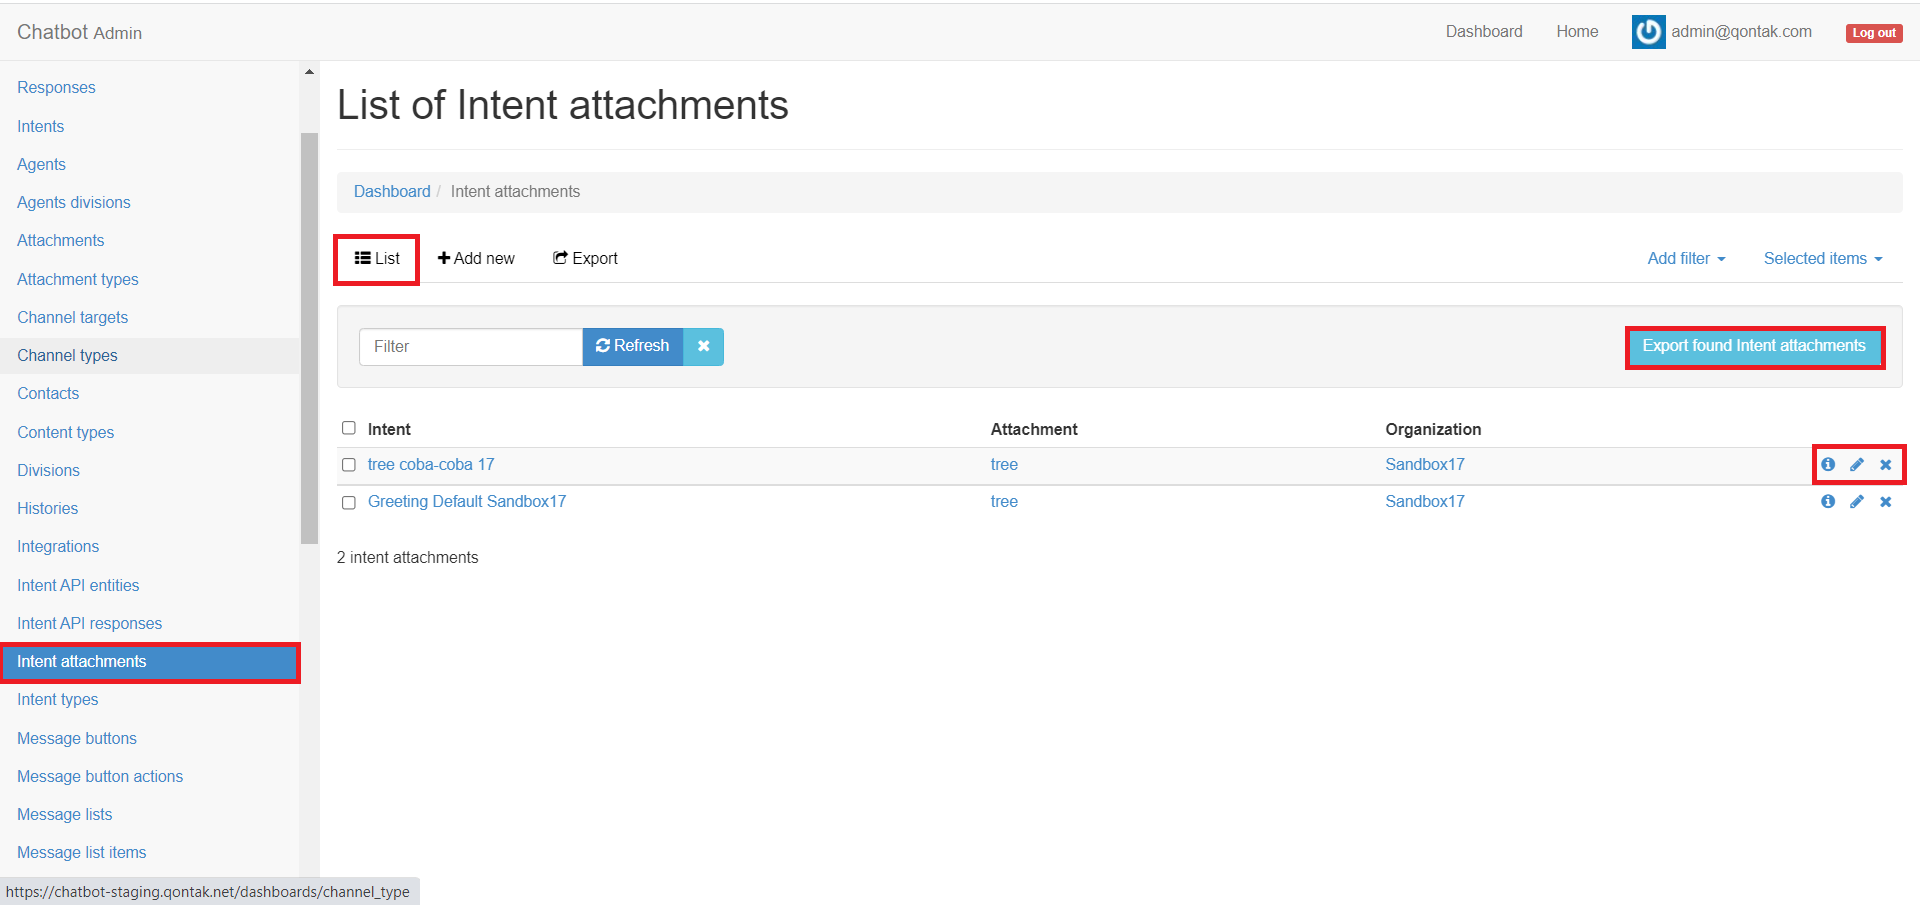 Chatbot Admin
Dashboard Home admin@qontak.com Log out
Responses
Intents
Agents
Agents divisions
Attachments
Attachment types
Channel targets
Channel types
Contacts
Content types
Divisions
Histories
Integrations
Intent API entities
Intent API responses
Intent attachments
Intent types
Message buttons
Message button actions
Message lists
Message list items
List of Intent attachments
Dashboard / Intent attachments
List Add new Export Add filter Selected items
Filter Refresh Export found Intent attachments
Intent Attachment Organization
tree coba-coba 17 tree Sandbox17
Greeting Default Sandbox17 tree Sandbox17
2 intent attachments
https://chatbot-staging.qontak.net/dashboards/channel_type